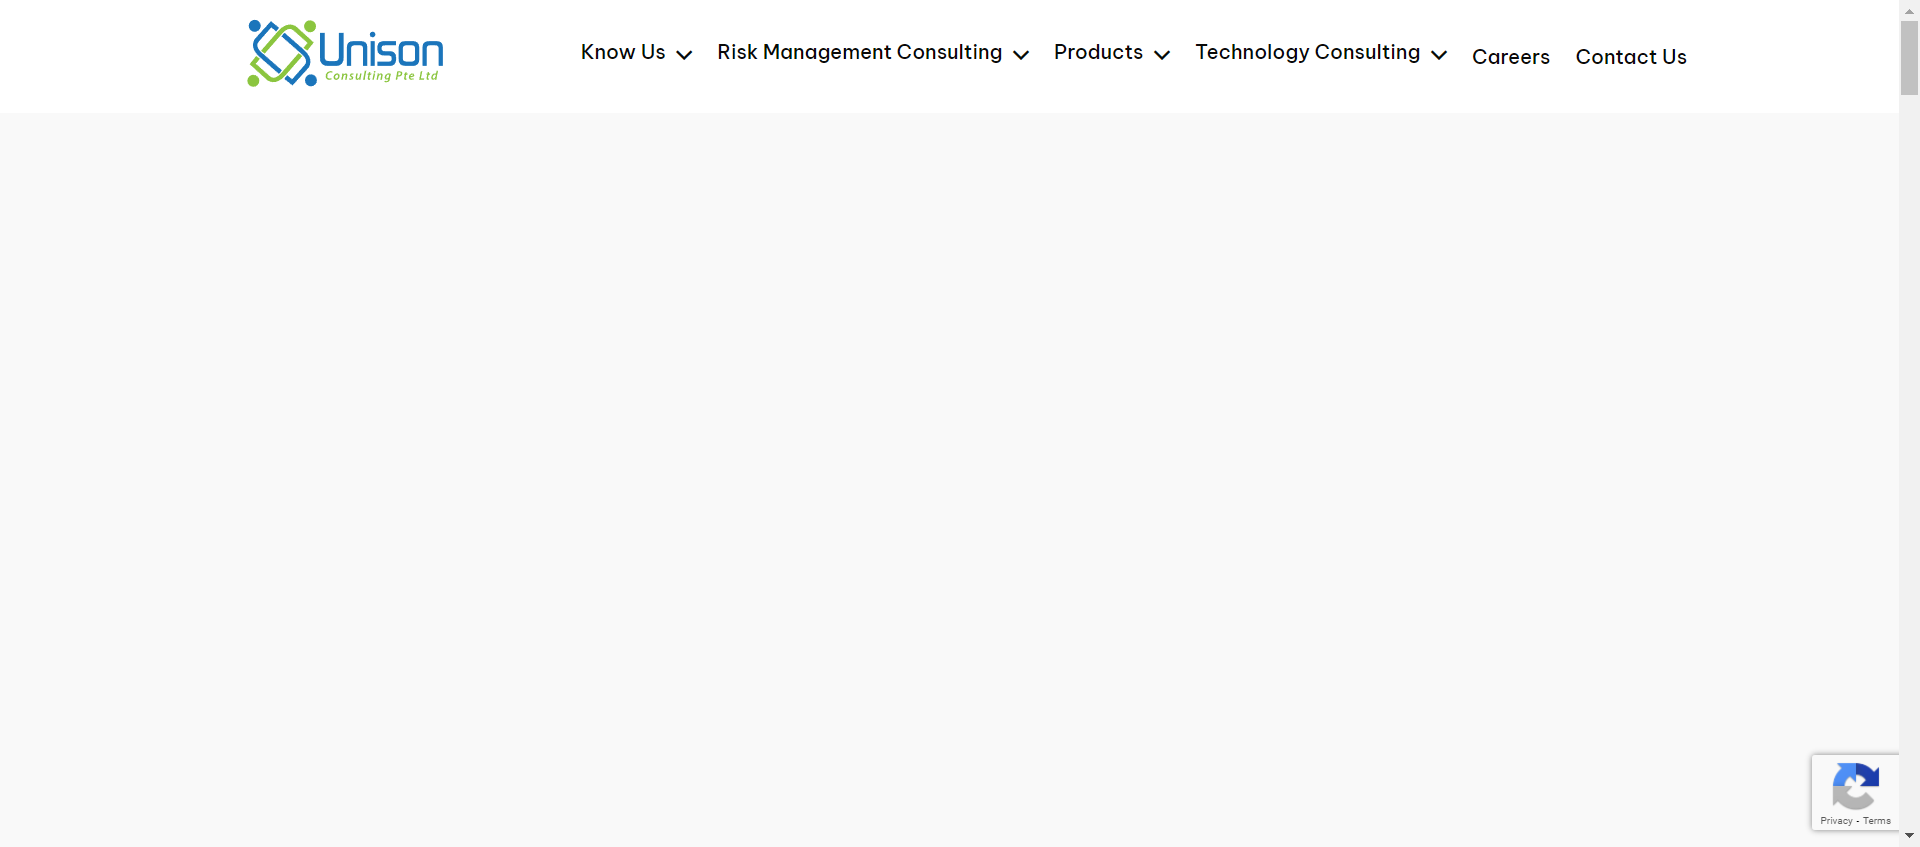 Unison
Consulting Pte Ltd
Know Us
Risk Management Consulting
Products
Technology Consulting
Careers
Contact Us
Privacy - Terms